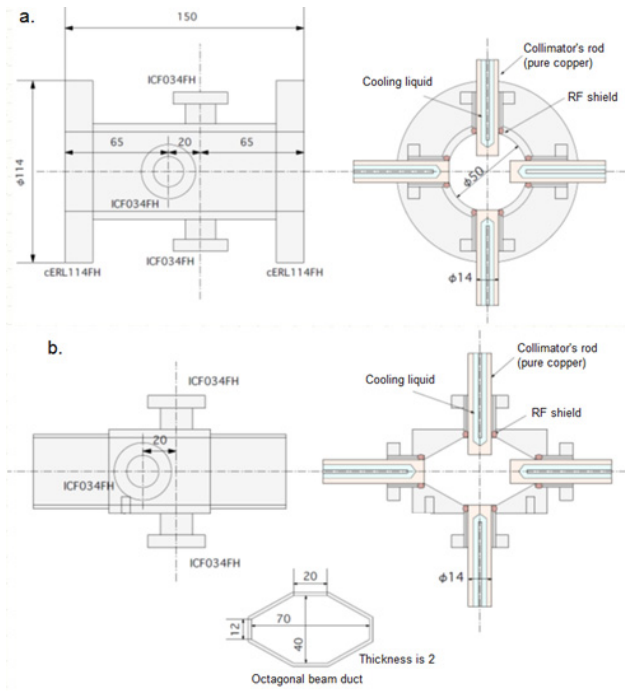 a.
150
ICF034FH
65
20
65
φ114
ICF034FH
ICF034FH
cERL114FH
cERL114FH
Collimator's rod
(pure copper)
Cooling liquid
RF shield
φ50
φ14
b.
ICF034FH
20
ICF034FH
ICF034FH
Collimator's rod
(pure copper)
Cooling liquid
RF shield
φ14
20
12
70
40
Thickness is 2
Octagonal beam duct